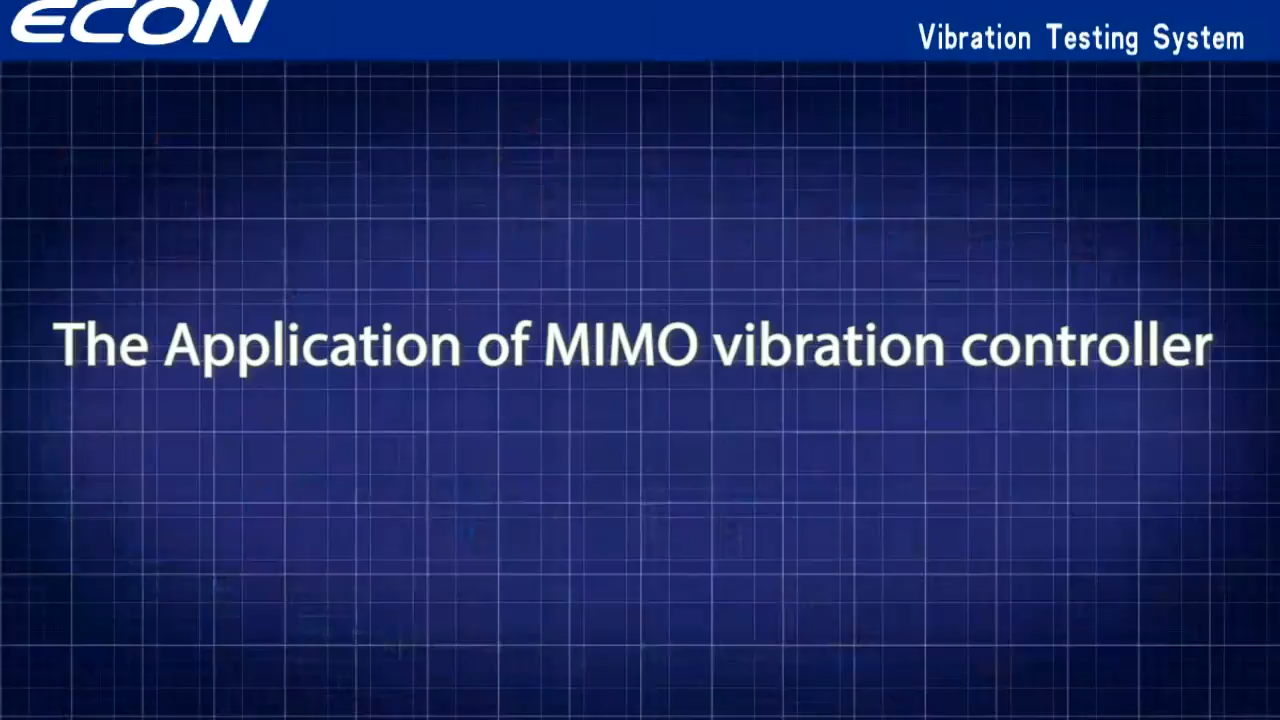 ECON
Vibration Testing System
The Application of MIMO vibration controller